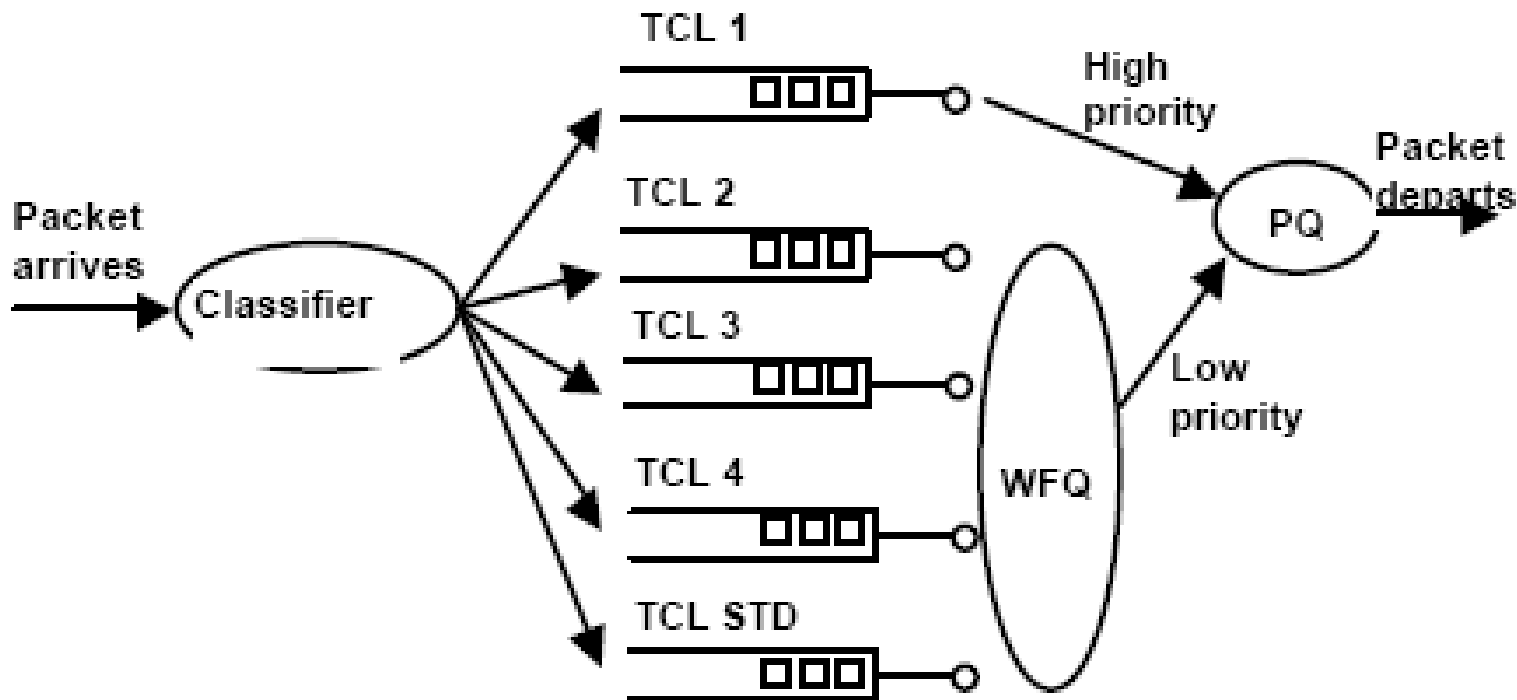 TCL 1
High
priority
Packet
departs
TCL 2
PQ
Packet
arrives
Classifier
TCL 3
Low
priority
TCL 4
WFQ
TCL STD